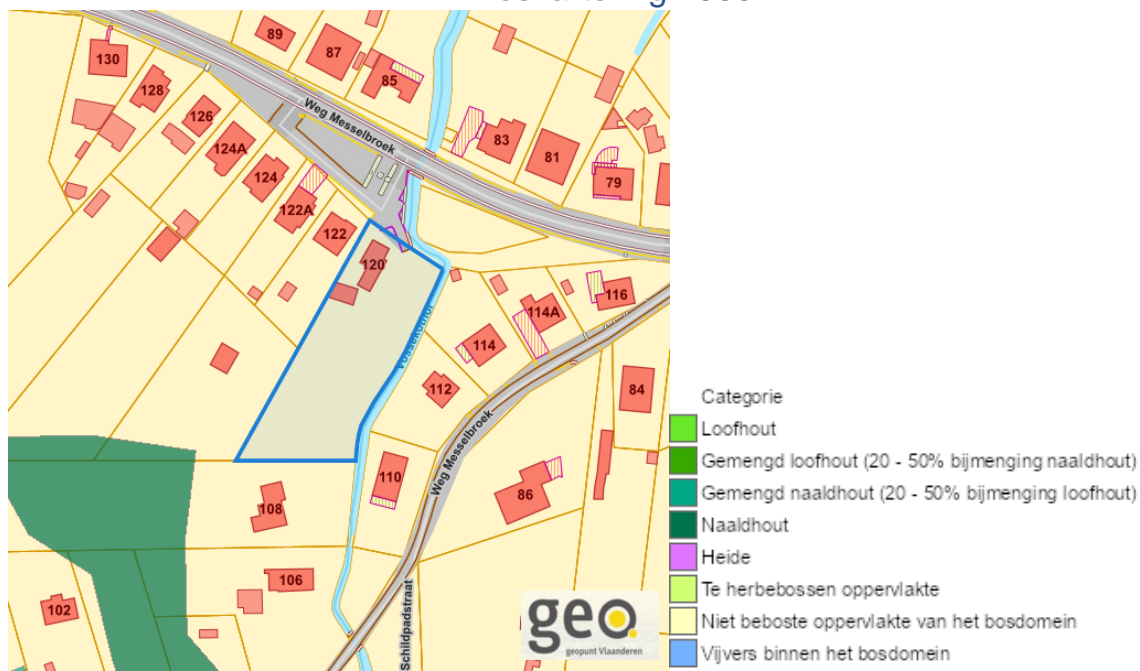 89
87
85
130
128
126
124A
124
122A
122
120
Weg Messelbroek
83
81
79
116
114A
114
112
84
110
Weg Messelbroek
86
108
106
102
Schildpadstraat
geo
geopunt Vlaanderen
Categorie
Loofhout
Gemengd loofhout (20 - 50% bijmenging naaldhout)
Gemengd naaldhout (20 - 50% bijmenging loofhout)
Naaldhout
Heide
Te herbebossen oppervlakte
Niet beboste oppervlakte van het bosdomein
Vijvers binnen het bosdomein